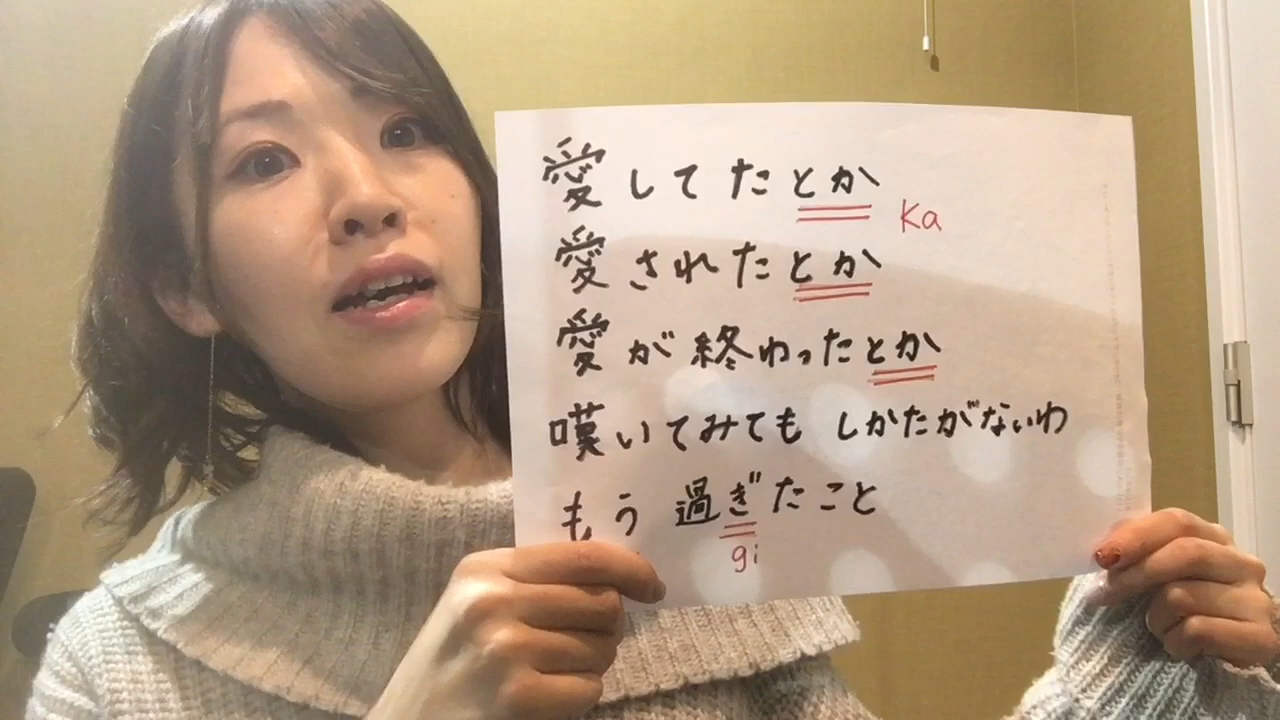 愛してたとか
Ka
愛されたとか
愛が終わったとか
嘆いてみても しかたがないわ
もう 過ぎたこと
gi